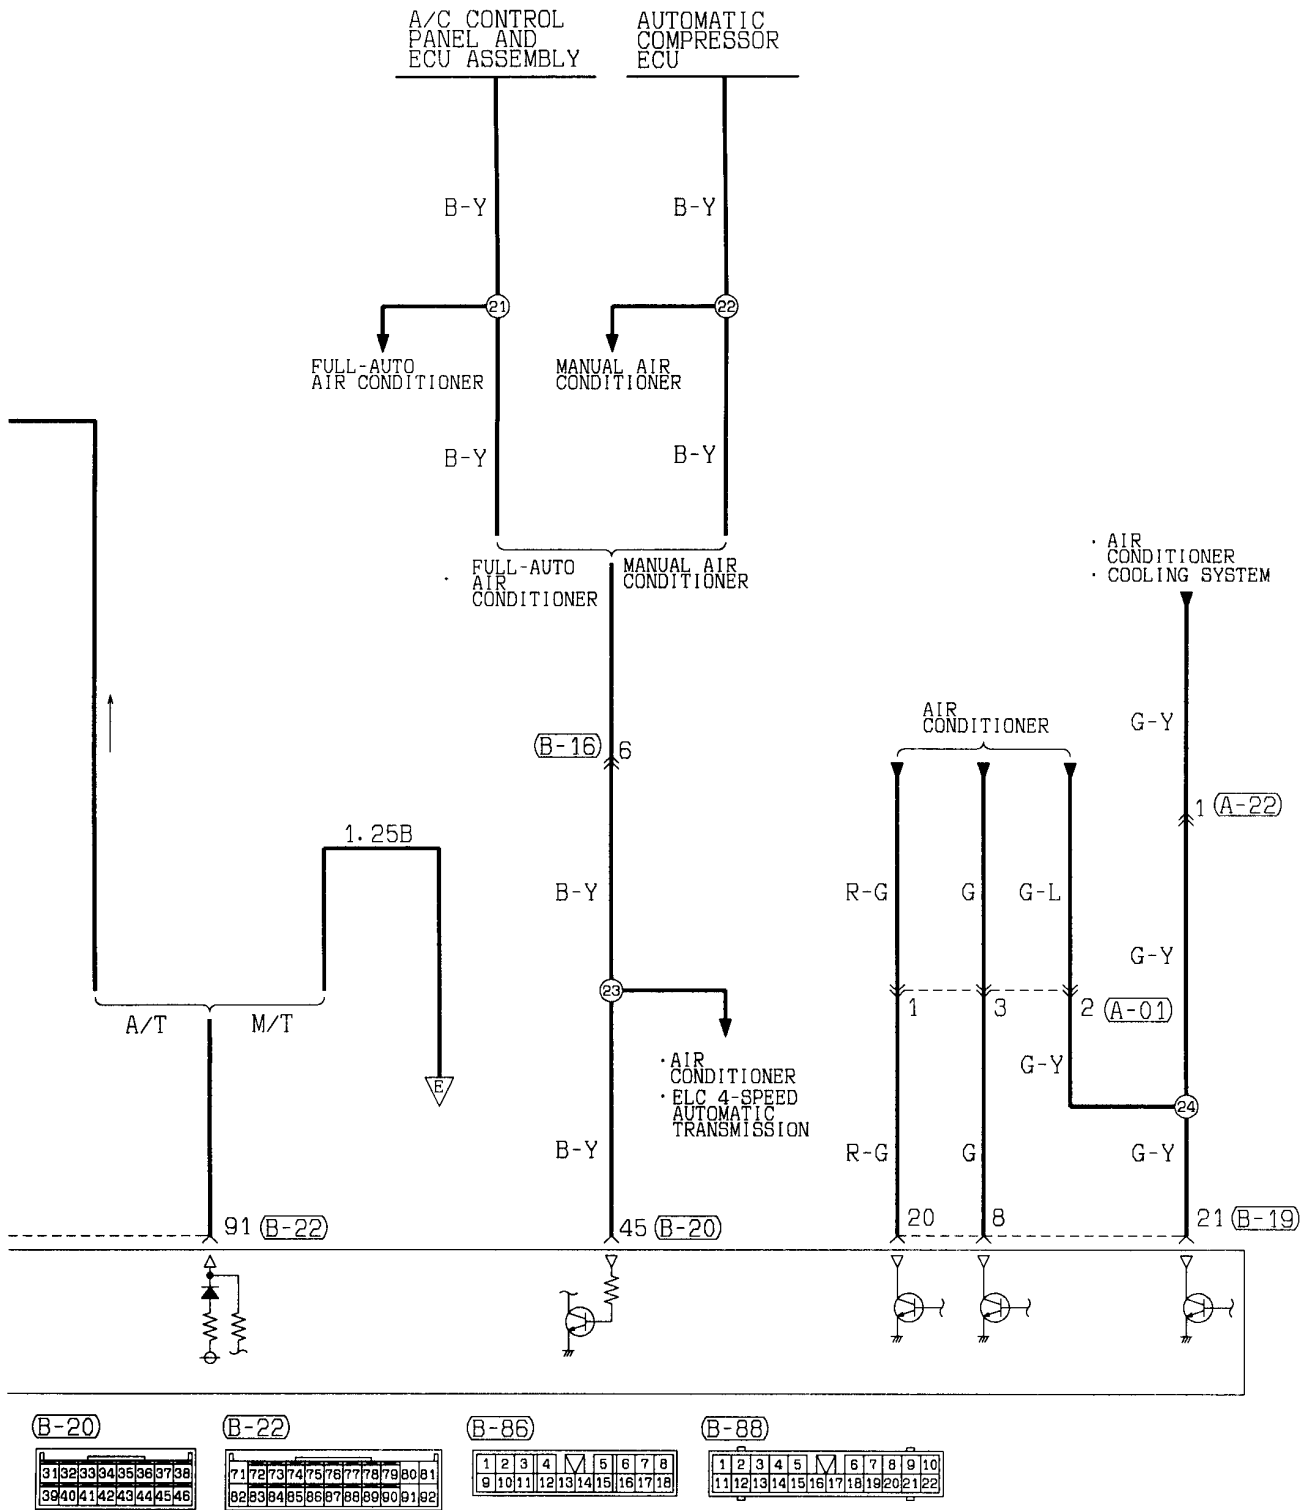 A/C CONTROL
PANEL AND
ECU ASSEMBLY
AUTOMATIC
COMPRESSOR
ECU
B-Y
B-Y
21
22
FULL-AUTO
AIR CONDITIONER
MANUAL AIR
CONDITIONER
B-Y
B-Y
· FULL-AUTO
AIR
CONDITIONER
MANUAL AIR
CONDITIONER
· AIR
CONDITIONER
· COOLING SYSTEM
AIR
CONDITIONER
G-Y
B-16
6
1
A-22
1.25B
B-Y
R-G
G
G-L
G-Y
23
1
3
2
A-01
A/T
M/T
E
· AIR
CONDITIONER
· ELC 4-SPEED
AUTOMATIC
TRANSMISSION
G-Y
24
B-Y
R-G
G
G-Y
91
B-22
45
B-20
20
8
21
B-19
B-20
31 32 33 34 35 36 37 38
39 40 41 42 43 44 45 46
B-22
71 72 73 74 75 76 77 78 79 80 81
82 83 84 85 86 87 88 89 90 91 92
B-86
1 2 3 4 5 6 7 8
9 10 11 12 13 14 15 16 17 18
B-88
1 2 3 4 5 6 7 8 9 10
11 12 13 14 15 16 17 18 19 20 21 22